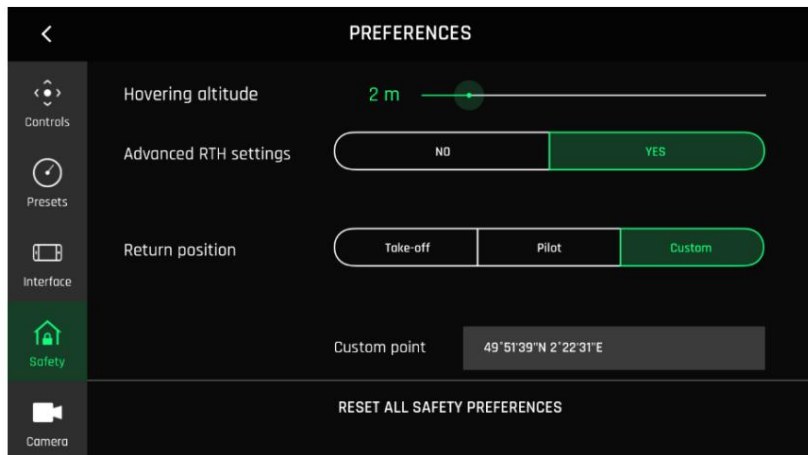 PREFERENCES
Controls
Presets
Interface
Safety
Camera
Hovering altitude 2 m
Advanced RTH settings NO YES
Return position Take-off Pilot Custom
Custom point 49°51'39"N 2°22'31"E
RESET ALL SAFETY PREFERENCES